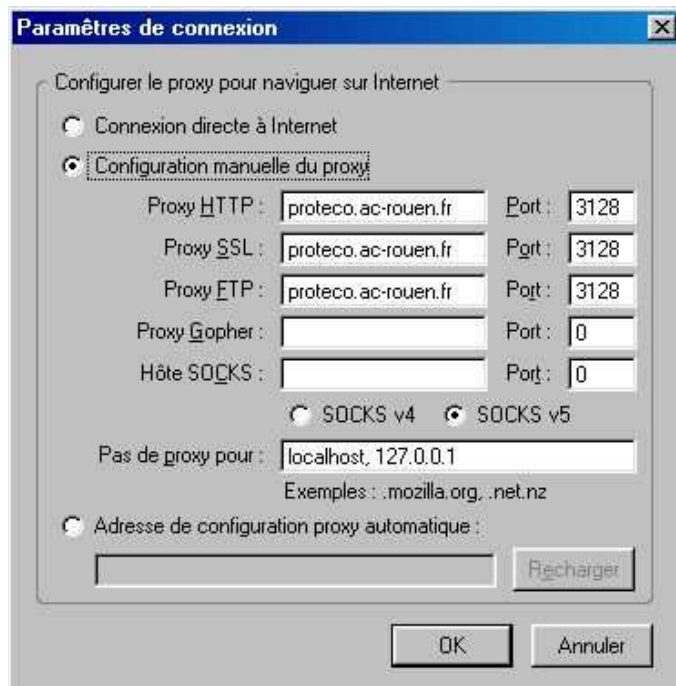 Paramètres de connexion
Configurer le proxy pour naviguer sur Internet
Connexion directe à Internet
Configuration manuelle du proxy
Proxy HTTP : proteco.ac-rouen.fr Port : 3128
Proxy SSL : proteco.ac-rouen.fr Port : 3128
Proxy FTP : proteco.ac-rouen.fr Port : 3128
Proxy Gopher : Port : 0
Hôte SOCKS : Port : 0
SOCKS v4 SOCKS v5
Pas de proxy pour : localhost, 127.0.0.1
Exemples : .mozilla.org, .net.nz
Adresse de configuration proxy automatique :
Recharger
OK Annuler